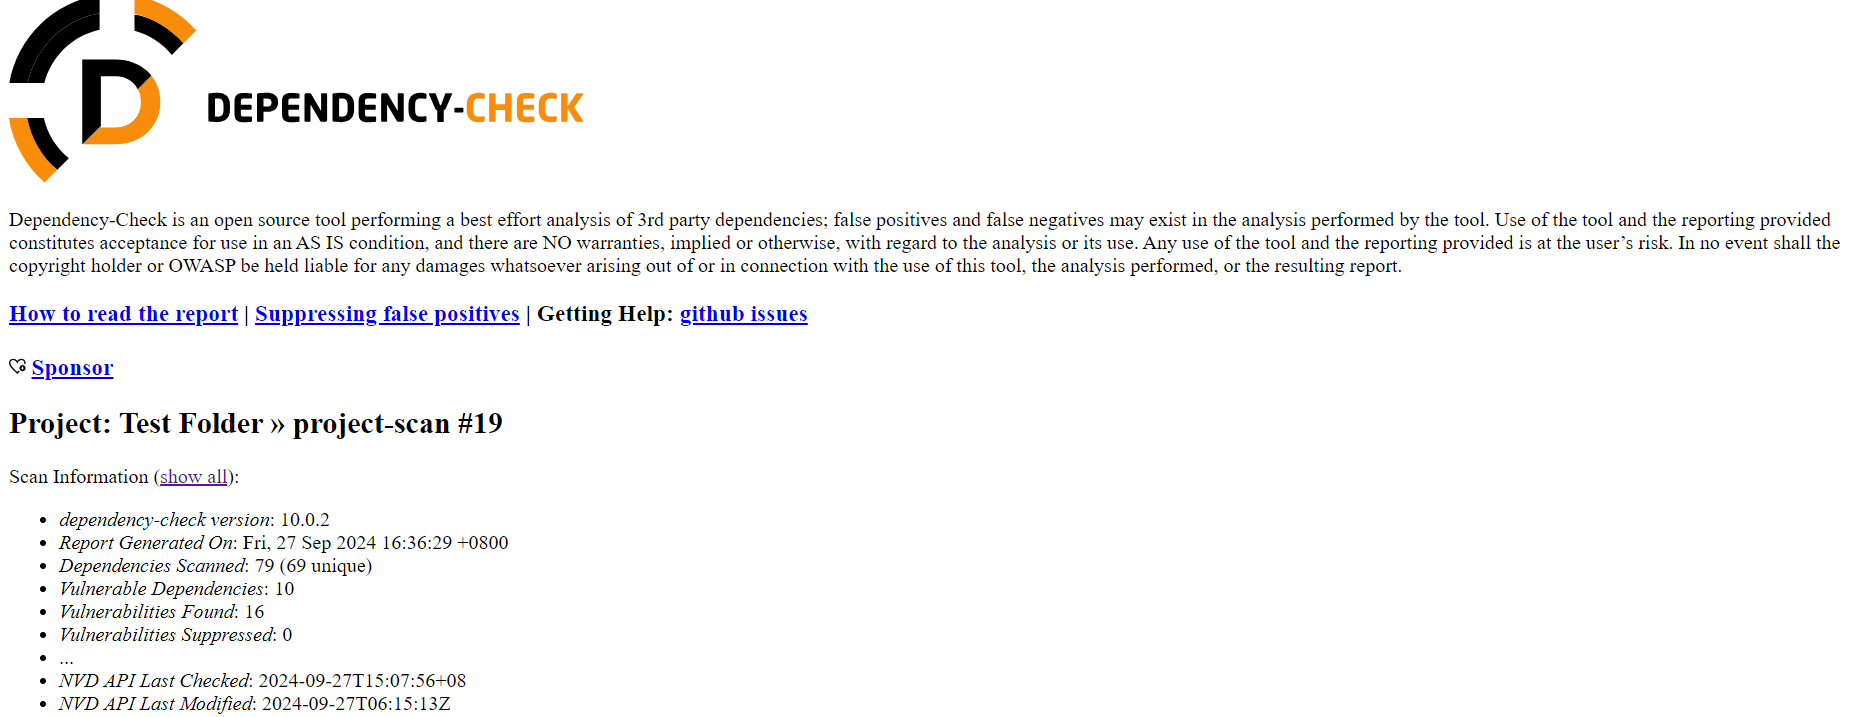 DEPENDENCY-CHECK
Dependency-Check is an open source tool performing a best effort analysis of 3rd party dependencies; false positives and false negatives may exist in the analysis performed by the tool. Use of the tool and the reporting provided
constitutes acceptance for use in an AS IS condition, and there are NO warranties, implied or otherwise, with regard to the analysis or its use. Any use of the tool and the reporting provided is at the user’s risk. In no event shall the
copyright holder or OWASP be held liable for any damages whatsoever arising out of or in connection with the use of this tool, the analysis performed, or the resulting report.
How to read the report | Suppressing false positives | Getting Help: github issues
Sponsor
Project: Test Folder » project-scan #19
Scan Information (show all):
• dependency-check version: 10.0.2
• Report Generated On: Fri, 27 Sep 2024 16:36:29 +0800
• Dependencies Scanned: 79 (69 unique)
• Vulnerable Dependencies: 10
• Vulnerabilities Found: 16
• Vulnerabilities Suppressed: 0
• ...
• NVD API Last Checked: 2024-09-27T15:07:56+08
• NVD API Last Modified: 2024-09-27T06:15:13Z